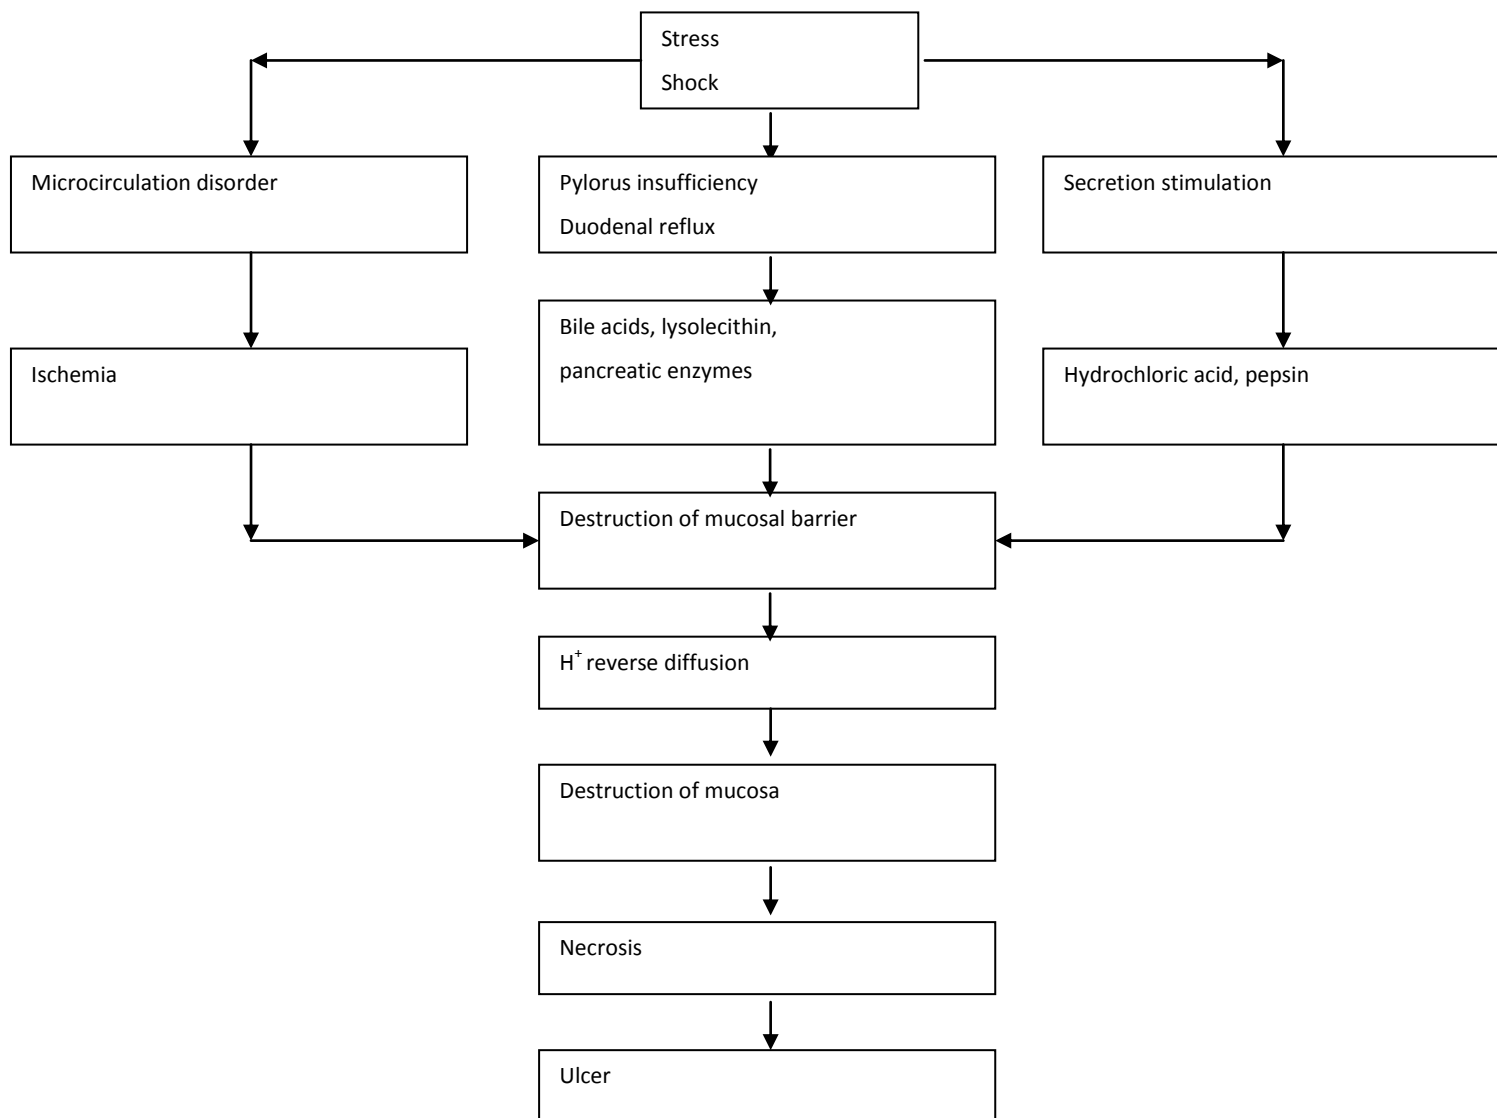 Stress
Shock
Microcirculation disorder
Pylorus insufficiency
Duodenal reflux
Secretion stimulation
Ischemia
Bile acids, lysolecithin,
pancreatic enzymes
Hydrochloric acid, pepsin
Destruction of mucosal barrier
H⁺ reverse diffusion
Destruction of mucosa
Necrosis
Ulcer